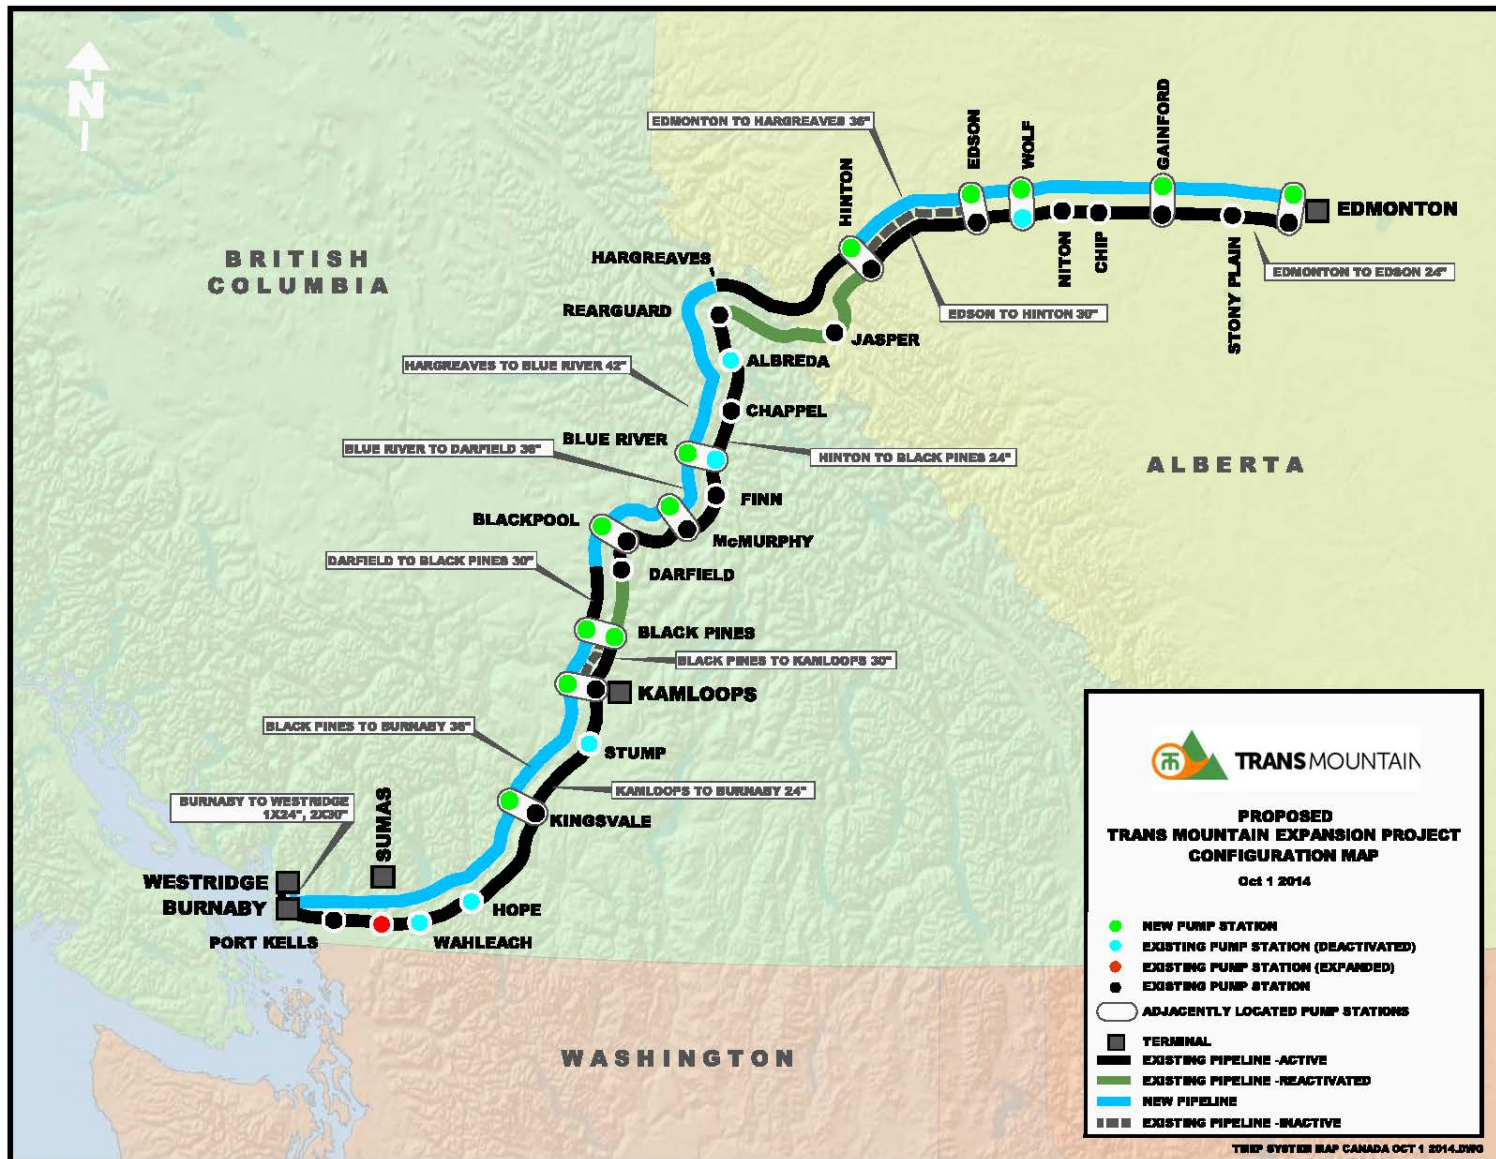 N
EDMONTON TO HARGREAVES 36"
EDSON
WOLF
GAINFORD
HINTON
EDMONTON
BRITISH
COLUMBIA
HARGREAVES
NITON
CHIP
STONY PLAIN
EDMONTON TO EDSON 24"
REARGUARD
EDSON TO HINTON 30"
JASPER
HARGREAVES TO BLUE RIVER 42"
ALBREDA
CHAPPEL
BLUE RIVER
BLUE RIVER TO DARFIELD 36"
HINTON TO BLACK PINES 24"
ALBERTA
FINN
BLACKPOOL
McMURPHY
DARFIELD TO BLACK PINES 30"
DARFIELD
BLACK PINES
BLACK PINES TO KAMLOOPS 30"
KAMLOOPS
BLACK PINES TO BURNABY 36"
STUMP
KAMLOOPS TO BURNABY 24"
BURNABY TO WESTRIDGE
1X24", 2X30"
SUMAS
KINGSVALE
WESTRIDGE
BURNABY
HOPE
PORT KELLS
WAHLEACH
WASHINGTON
TRANSMOUNTAIN
PROPOSED
TRANS MOUNTAIN EXPANSION PROJECT
CONFIGURATION MAP
Oct 1 2014
NEW PUMP STATION
EXISTING PUMP STATION (DEACTIVATED)
EXISTING PUMP STATION (EXPANDED)
EXISTING PUMP STATION
ADJACENTLY LOCATED PUMP STATIONS
TERMINAL
EXISTING PIPELINE -ACTIVE
EXISTING PIPELINE -REACTIVATED
NEW PIPELINE
EXISTING PIPELINE -INACTIVE
TMEP SYSTEM MAP CANADA OCT 1 2014.DWG